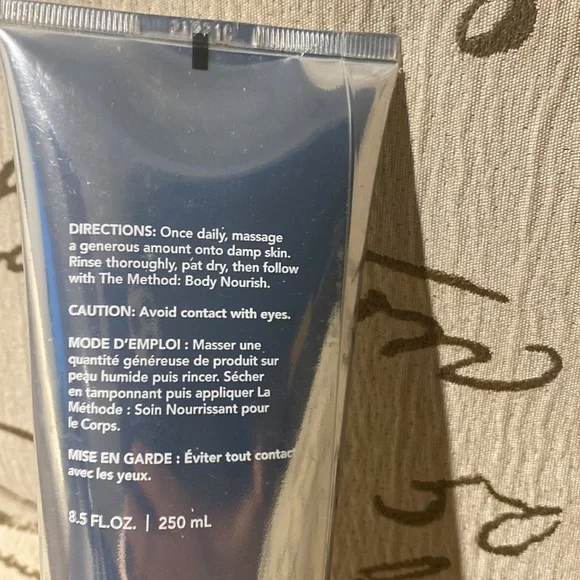 DIRECTIONS: Once daily, massage
a generous amount onto damp skin.
Rinse thoroughly, pat dry, then follow
with The Method: Body Nourish.
CAUTION: Avoid contact with eyes.
MODE D'EMPLOI : Masser une
quantité généreuse de produit sur
peau humide puis rincer. Sécher
en tamponnant puis appliquer La
Méthode : Soin Nourrissant pour
le Corps.
MISE EN GARDE : Éviter tout contact
avec les yeux.
8.5 FL.OZ. | 250 mL